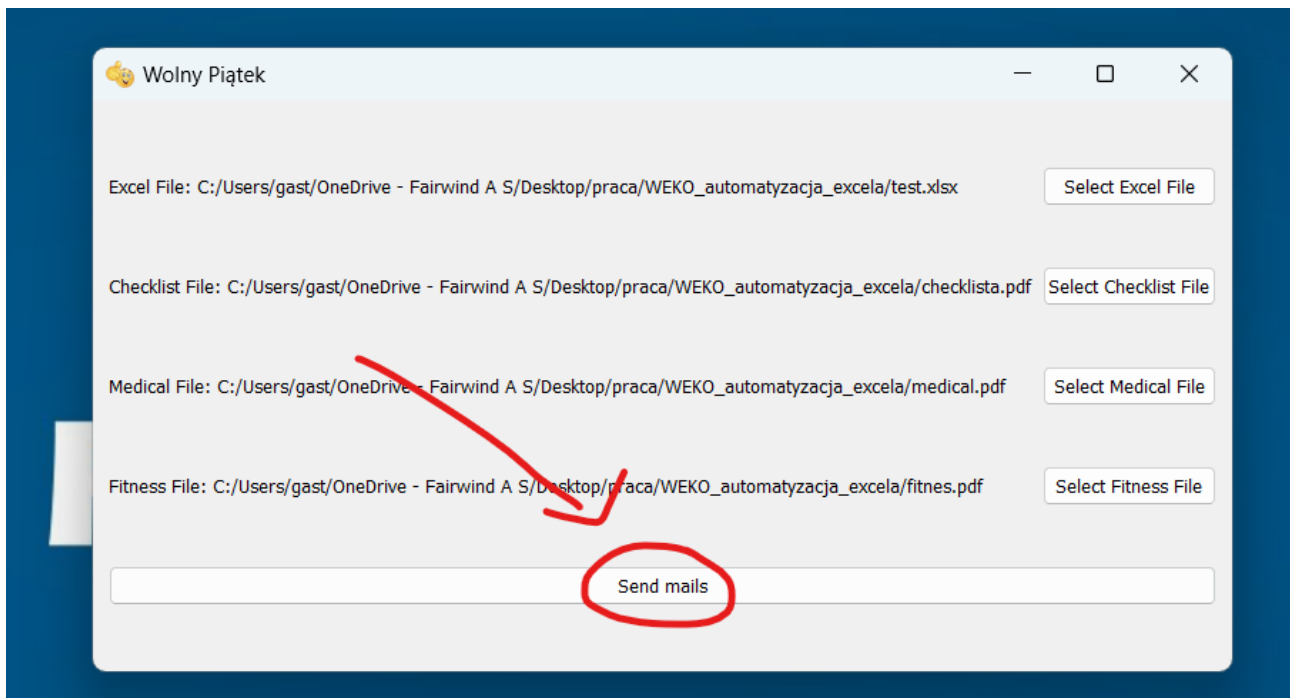 Wolny Piątek
Excel File: C:/Users/gast/OneDrive - Fairwind A S/Desktop/praca/WEKO_automatyzacja_excela/test.xlsx Select Excel File
Checklist File: C:/Users/gast/OneDrive - Fairwind A S/Desktop/praca/WEKO_automatyzacja_excela/checklista.pdf Select Checklist File
Medical File: C:/Users/gast/OneDrive - Fairwind A S/Desktop/praca/WEKO_automatyzacja_excela/medical.pdf Select Medical File
Fitness File: C:/Users/gast/OneDrive - Fairwind A S/Desktop/praca/WEKO_automatyzacja_excela/fitnes.pdf Select Fitness File
Send mails